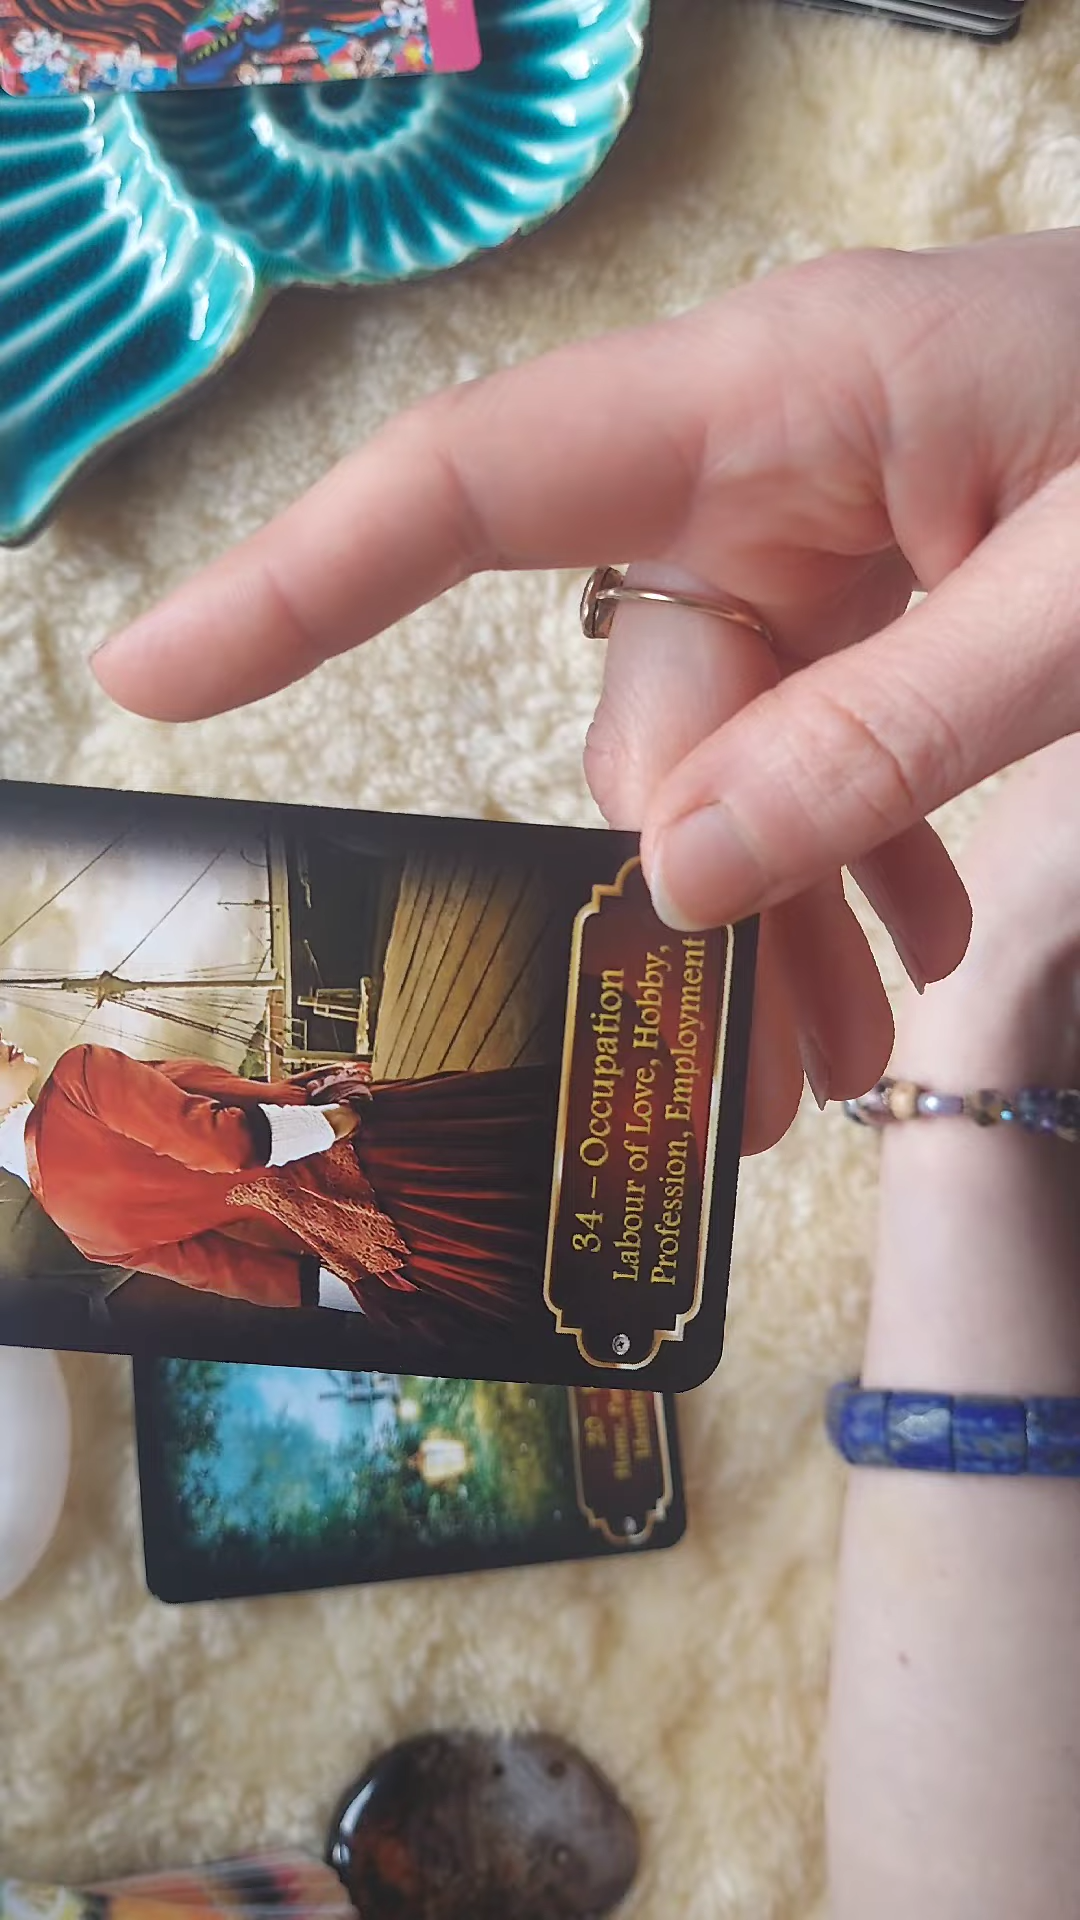 34 – Occupation
Labour of Love, Hobby,
Profession, Employment